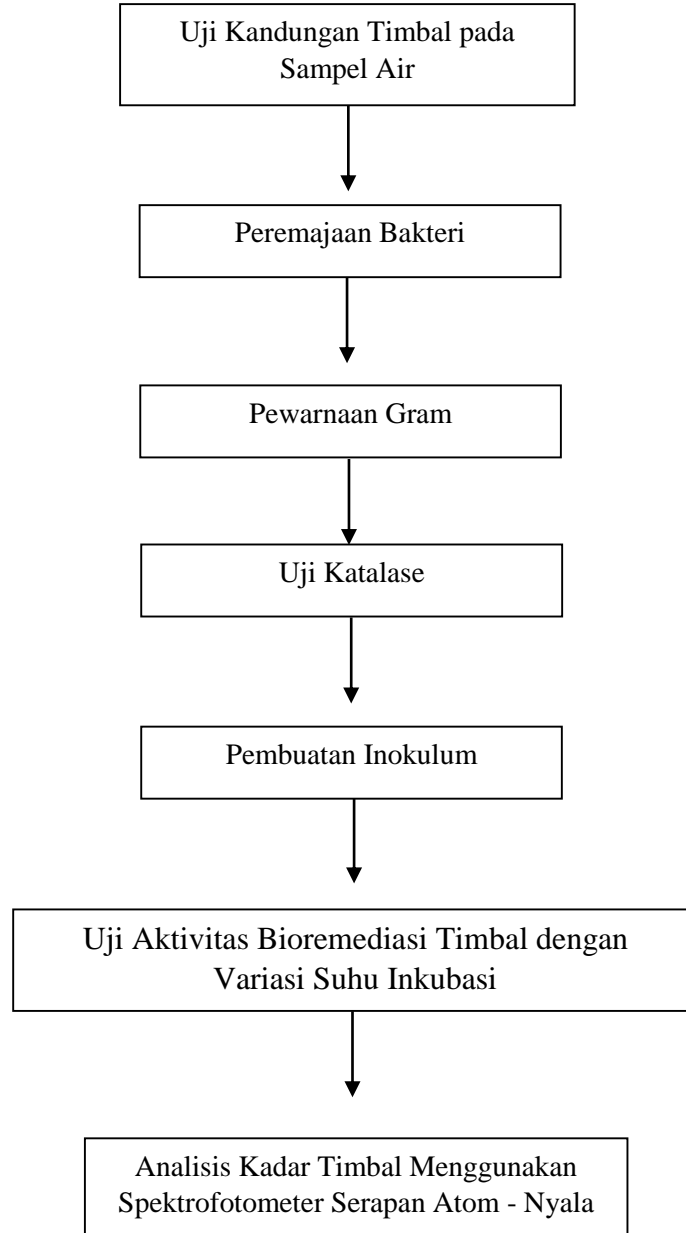 Uji Kandungan Timbal pada
Sampel Air
Peremajaan Bakteri
Pewarnaan Gram
Uji Katalase
Pembuatan Inokulum
Uji Aktivitas Bioremediasi Timbal dengan
Variasi Suhu Inkubasi
Analisis Kadar Timbal Menggunakan
Spektrofotometer Serapan Atom - Nyala